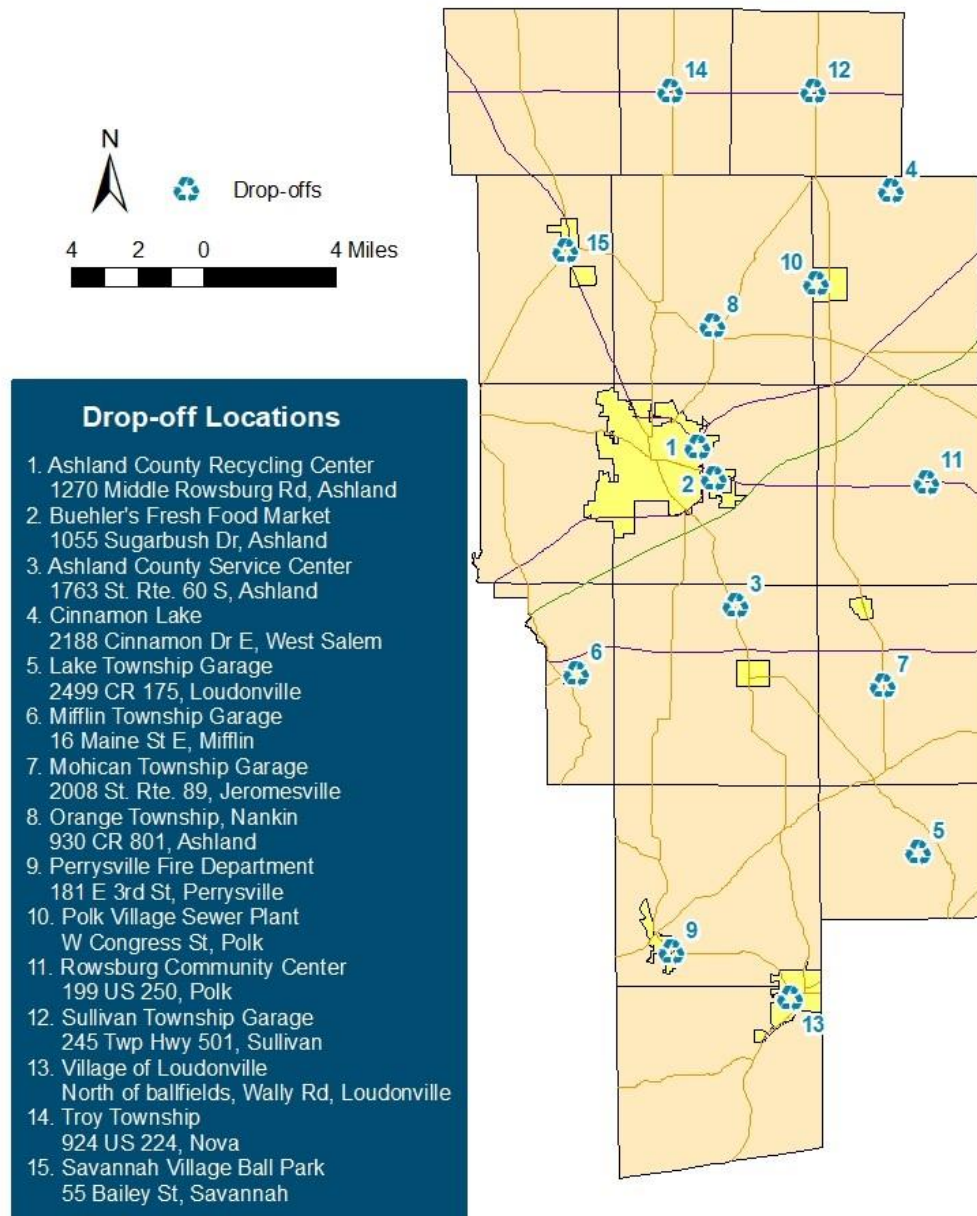 N
Drop-offs
4 2 0 4 Miles
Drop-off Locations
1. Ashland County Recycling Center
1270 Middle Rowsburg Rd, Ashland
2. Buehler's Fresh Food Market
1055 Sugarbush Dr, Ashland
3. Ashland County Service Center
1763 St. Rte. 60 S, Ashland
4. Cinnamon Lake
2188 Cinnamon Dr E, West Salem
5. Lake Township Garage
2499 CR 175, Loudonville
6. Mifflin Township Garage
16 Maine St E, Mifflin
7. Mohican Township Garage
2008 St. Rte. 89, Jeromesville
8. Orange Township, Nankin
930 CR 801, Ashland
9. Perrysville Fire Department
181 E 3rd St, Perrysville
10. Polk Village Sewer Plant
W Congress St, Polk
11. Rowsburg Community Center
199 US 250, Polk
12. Sullivan Township Garage
245 Twp Hwy 501, Sullivan
13. Village of Loudonville
North of ballfields, Wally Rd, Loudonville
14. Troy Township
924 US 224, Nova
15. Savannah Village Ball Park
55 Bailey St, Savannah
14
12
4
15
10
8
1
2
11
3
6
7
5
9
13